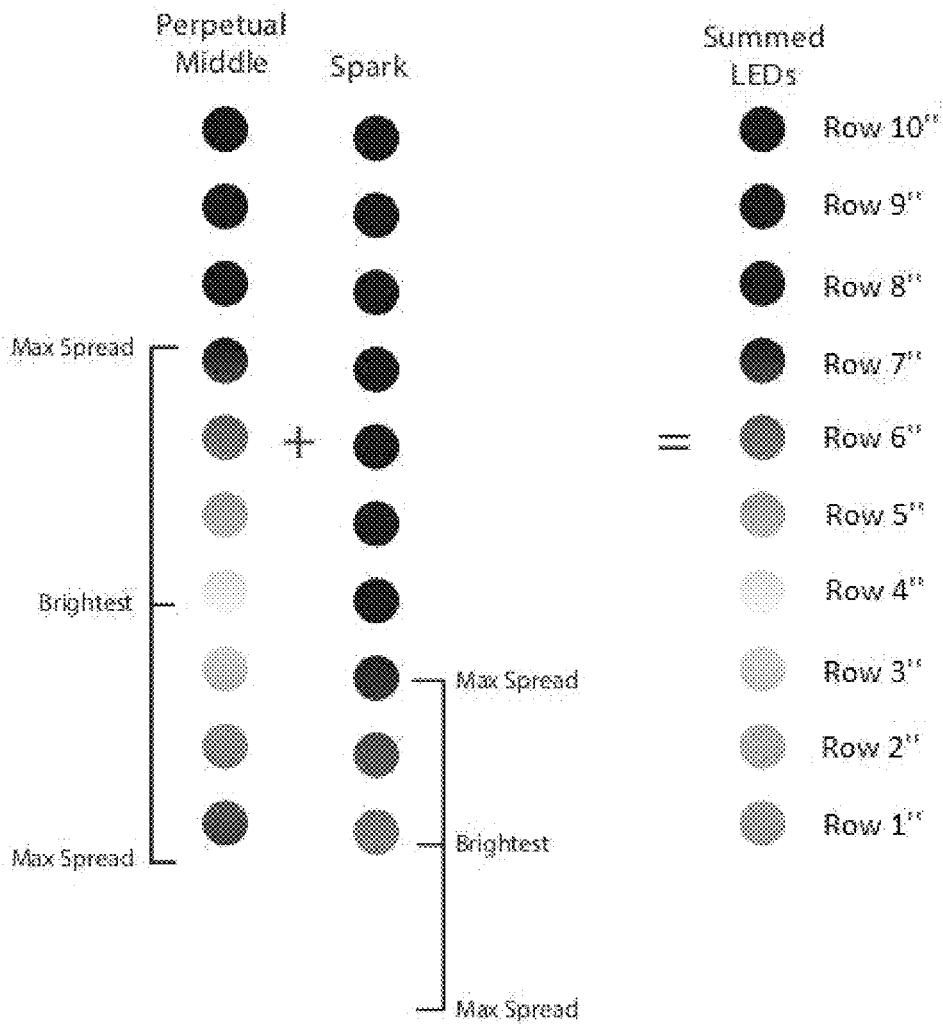 Perpetual
Middle
Spark
Summed
LEDs
Row 10''
Row 9''
Row 8''
Max Spread
Row 7''
+
=
Row 6''
Row 5''
Brightest
Row 4''
Row 3''
Max Spread
Row 2''
Row 1''
Max Spread
Brightest
Max Spread